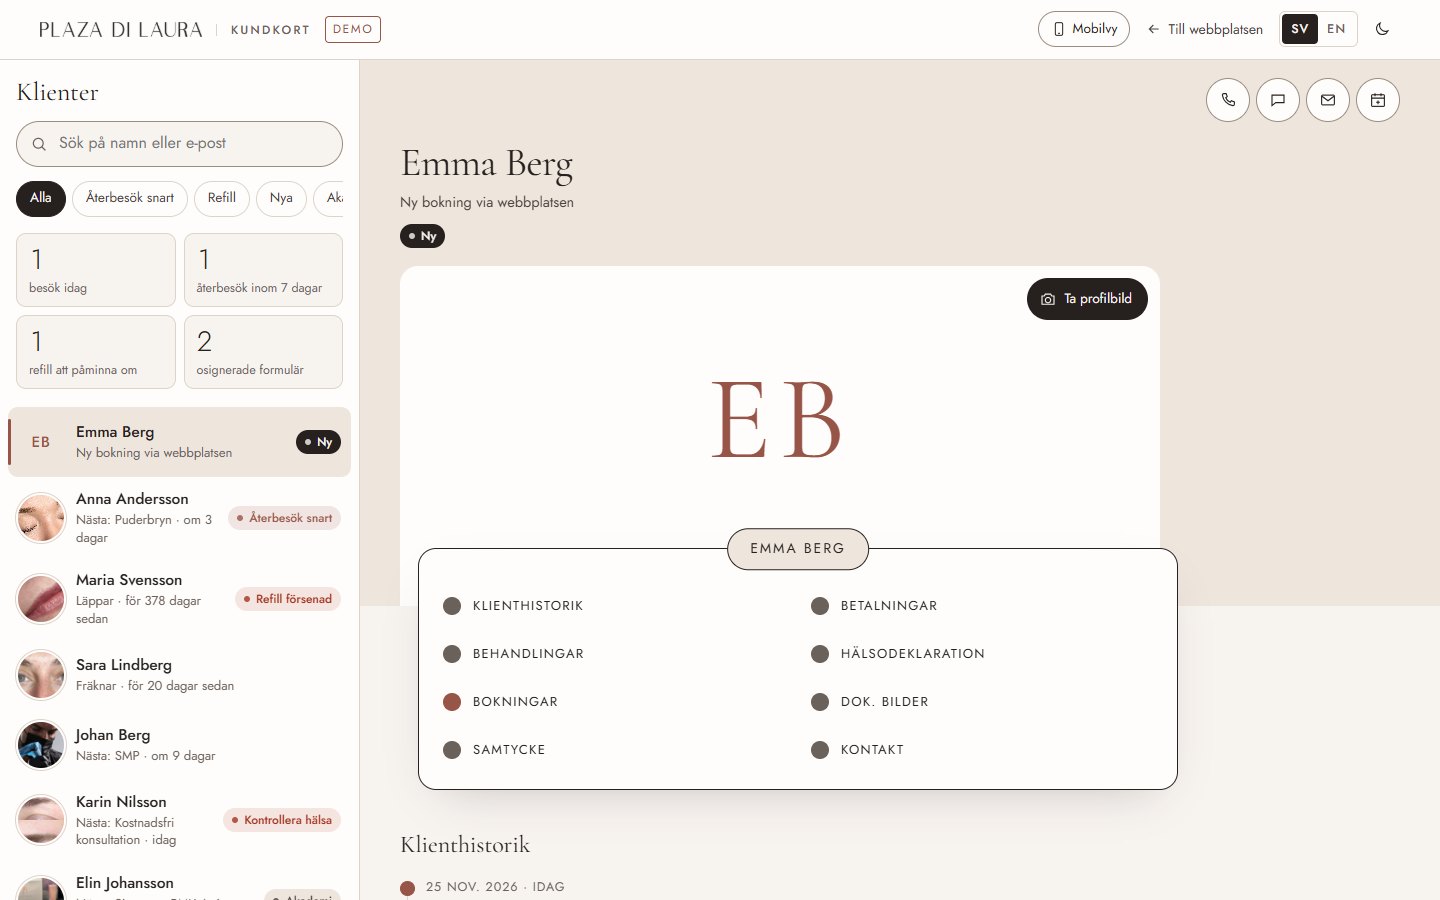 PLAZA DI LAURA
KUNDKORT
DEMO
Mobilvy
Till webbplatsen
SV
EN
Klienter
Sök på namn eller e-post
Alla
Återbesök snart
Refill
Nya
1
besök idag
1
återbesök inom 7 dagar
1
refill att påminna om
2
osignerade formulär
EB
Emma Berg
Ny bokning via webbplatsen
Ny
Anna Andersson
Nästa: Puderbryn · om 3
dagar
Återbesök snart
Maria Svensson
Läppar · för 378 dagar
sedan
Refill försenad
Sara Lindberg
Fräknar · för 20 dagar sedan
Johan Berg
Nästa: SMP · om 9 dagar
Karin Nilsson
Nästa: Kostnadsfri
konsultation · idag
Kontrollera hälsa
Elin Johansson
Emma Berg
Ny bokning via webbplatsen
Ny
Ta profilbild
EB
EMMA BERG
KLIENTHISTORIK
BETALNINGAR
BEHANDLINGAR
HÄLSODEKLARATION
BOKNINGAR
DOK. BILDER
SAMTYCKE
KONTAKT
Klienthistorik
25 NOV. 2026 · IDAG